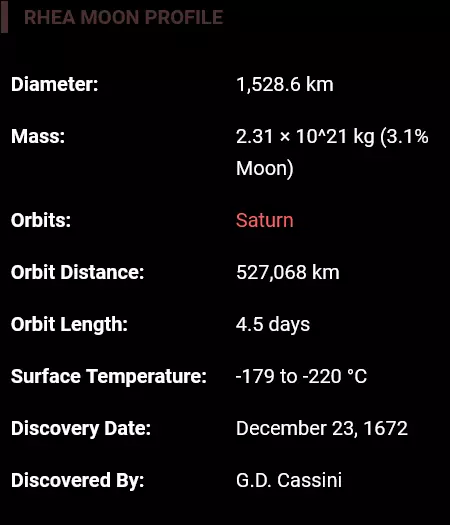 RHEA MOON PROFILE
Diameter: 1,528.6 km
Mass: 2.31 × 10^21 kg (3.1%
Moon)
Orbits: Saturn
Orbit Distance: 527,068 km
Orbit Length: 4.5 days
Surface Temperature: -179 to -220 °C
Discovery Date: December 23, 1672
Discovered By: G.D. Cassini